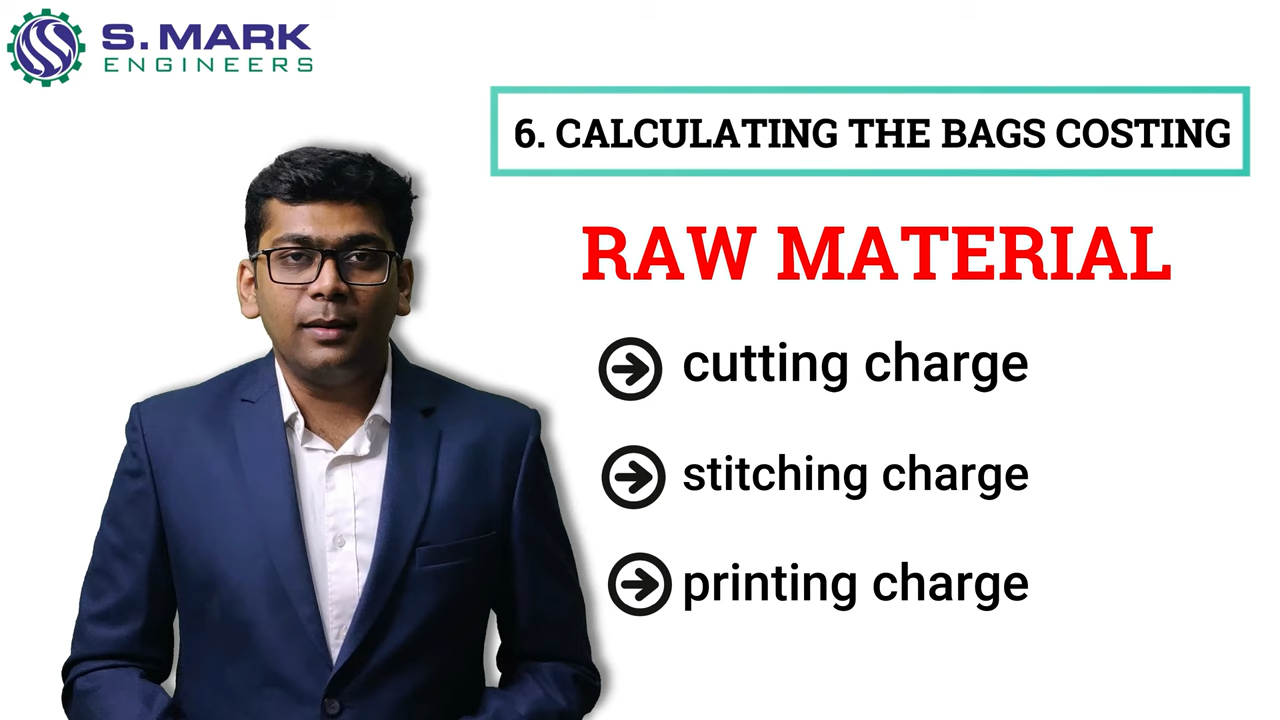 S. MARK
ENGINEERS
6. CALCULATING THE BAGS COSTING
RAW MATERIAL
cutting charge
stitching charge
printing charge